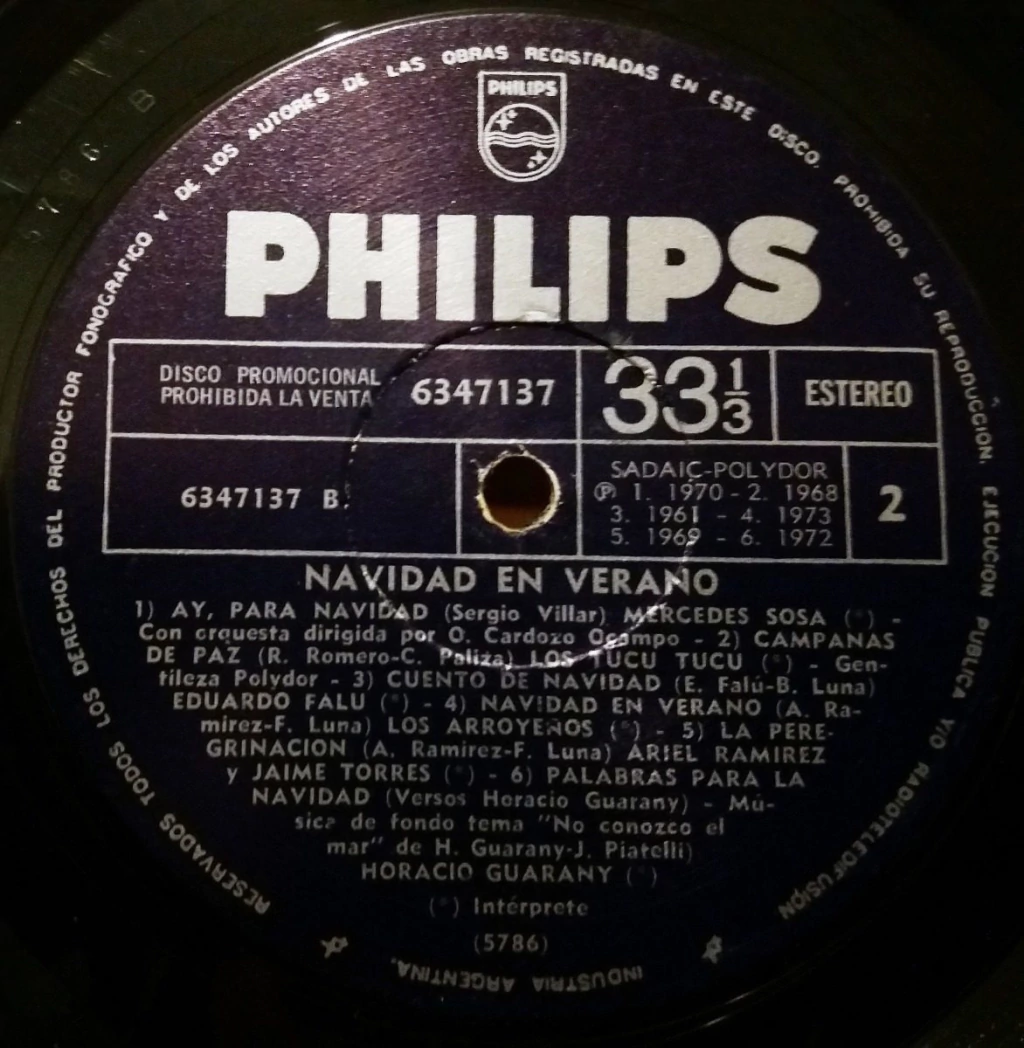 RESERVADOS TODOS LOS DERECHOS DEL PRODUCTOR FONOGRAFICO Y DE LOS AUTORES DE LAS OBRAS REGISTRADAS EN ESTE DISCO. PROHIBIDA SU REPRODUCCION, EJECUCION PUBLICA Y/O RADIOTELEDIFUSIÓN
PHILIPS
PHILIPS
DISCO PROMOCIONAL
PROHIBIDA LA VENTA
6347137
33 1/3
ESTEREO
6347137 B.
SADAIC-POLYDOR
Ⓟ 1. 1970 - 2. 1968
3. 1961 - 4. 1973
5. 1969 - 6. 1972
2
NAVIDAD EN VERANO
1) AY, PARA NAVIDAD (Sergio Villar) MERCEDES SOSA (*) -
Con orquesta dirigida por O. Cardozo Ocampo - 2) CAMPANAS
DE PAZ (R. Romero-C. Paliza) LOS TUCU TUCU (*) - Gen-
tileza Polydor - 3) CUENTO DE NAVIDAD (E. Falú-B. Luna)
EDUARDO FALU (*) - 4) NAVIDAD EN VERANO (A. Ra-
mirez-F. Luna) LOS ARROYEÑOS (*) - 5) LA PERE-
GRINACION (A. Ramirez-F. Luna) ARIEL RAMIREZ
y JAIME TORRES (*) - 6) PALABRAS PARA LA
NAVIDAD (Versos Horacio Guarany) - Mú-
sica de fondo tema "No conozco el
mar" de H. Guarany-J. Piatelli)
HORACIO GUARANY (*)
(*) Intérprete
(5786)
INDUSTRIA ARGENTINA.
5786 B